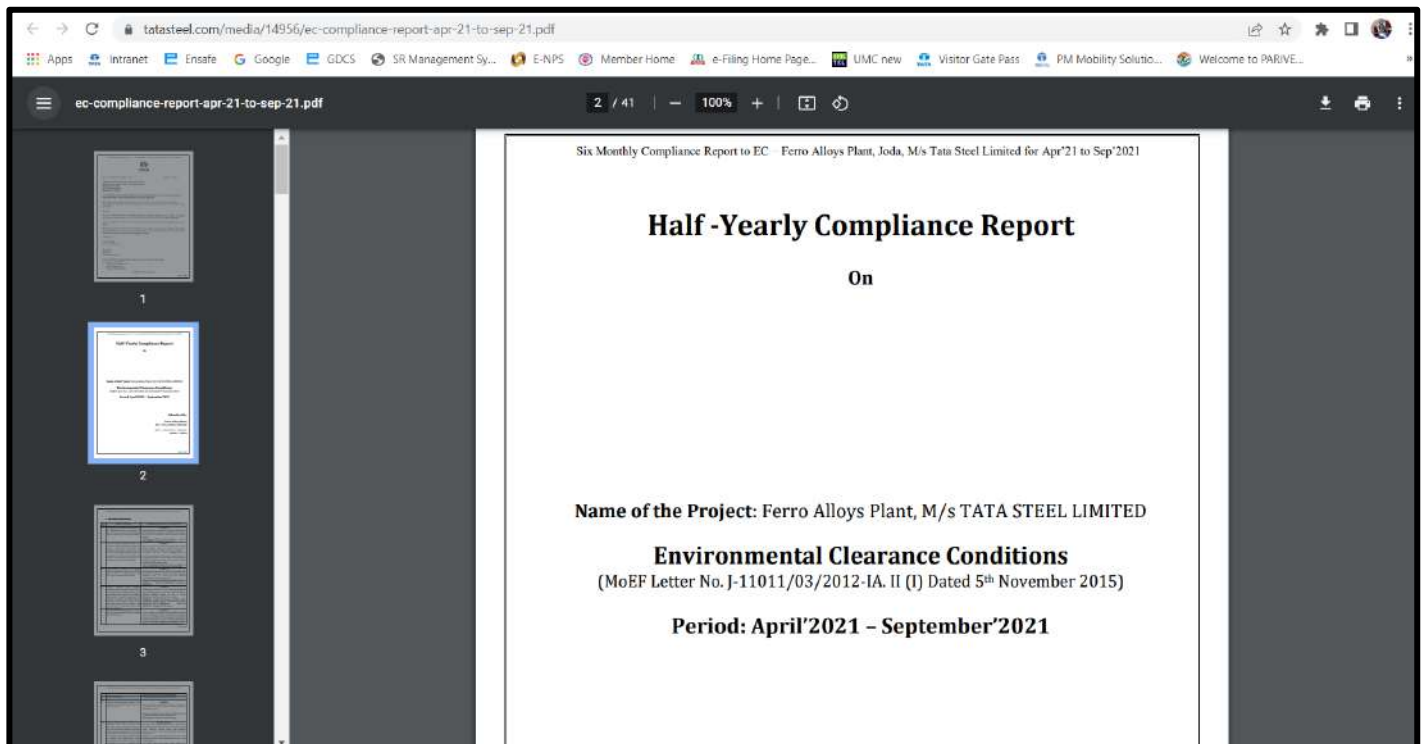 tatasteel.com/media/14956/ec-compliance-report-apr-21-to-sep-21.pdf
Apps Intranet Ensafe Google GDCS SR Management Sy... E-NPS Member Home e-Filing Home Page... UMC new Visitor Gate Pass PM Mobility Solutio... Welcome to PARIVE... »
ec-compliance-report-apr-21-to-sep-21.pdf 2 / 41 | − 100% + |
Six Monthly Compliance Report to EC – Ferro Alloys Plant, Joda, M/s Tata Steel Limited for Apr'21 to Sep'2021
Half -Yearly Compliance Report
On
Name of the Project: Ferro Alloys Plant, M/s TATA STEEL LIMITED
Environmental Clearance Conditions
(MoEF Letter No. J-11011/03/2012-IA. II (I) Dated 5th November 2015)
Period: April'2021 – September'2021
1
2
3